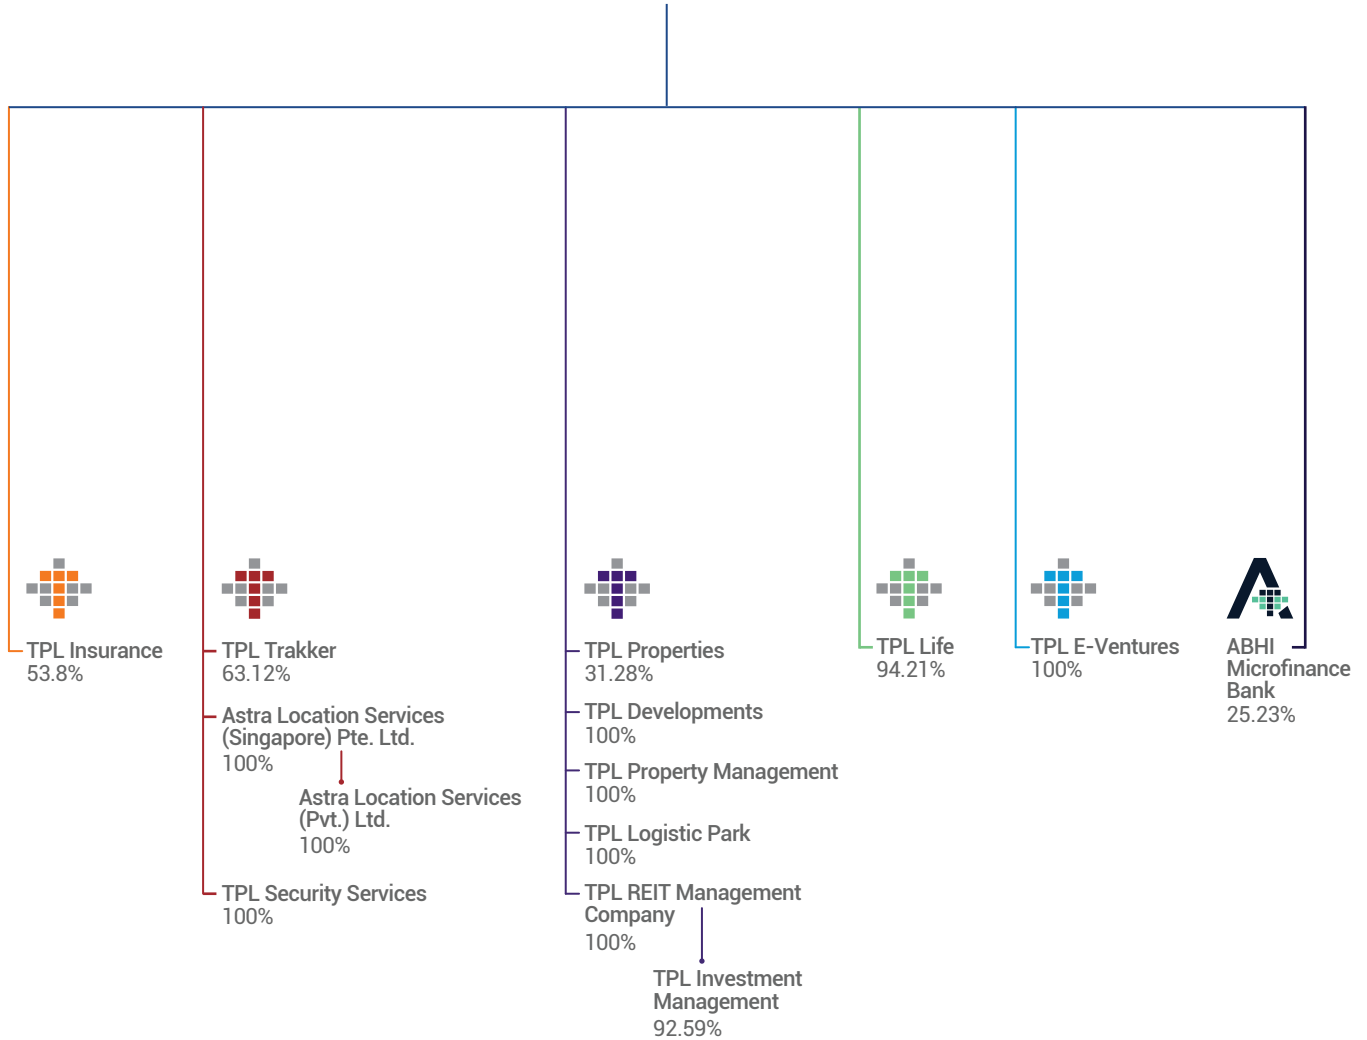 TPL Insurance
53.8%
TPL Trakker
63.12%
Astra Location Services
(Singapore) Pte. Ltd.
100%
Astra Location Services
(Pvt.) Ltd.
100%
TPL Security Services
100%
TPL Properties
31.28%
TPL Developments
100%
TPL Property Management
100%
TPL Logistic Park
100%
TPL REIT Management
Company
100%
TPL Investment
Management
92.59%
TPL Life
94.21%
TPL E-Ventures
100%
ABHI
Microfinance
Bank
25.23%